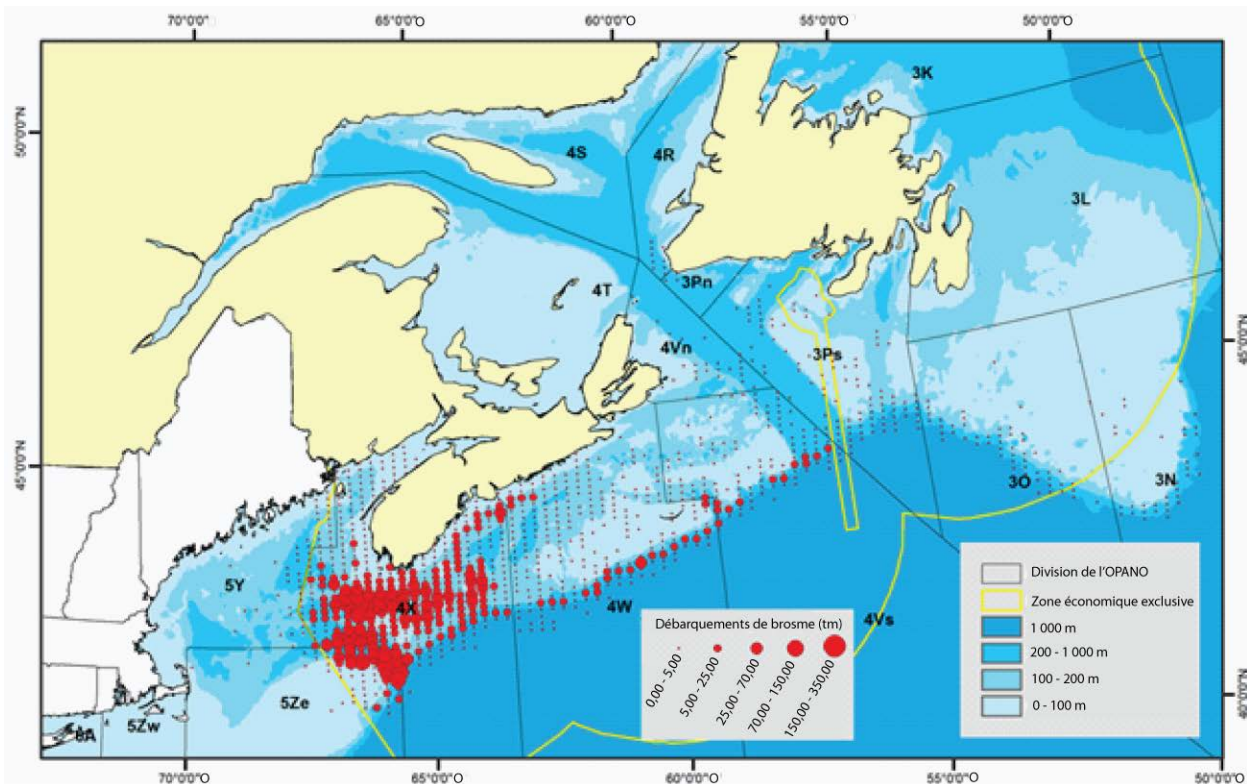 70°0'0"O
65°0'0"O
60°0'0"O
55°0'0"O
50°0'0"O
3K
50°0'0"N
50°0'0"N
4S
4R
3L
3Pn
4T
45°0'0"N
4Vn
3Ps
45°0'0"N
3O
3N
5Y
4X
4W
4Vs
5Ze
5Zw
6A
40°0'0"N
Débarquements de brosme (tm)
0,00 - 5,00
5,00 - 25,00
25,00 - 70,00
70,00 - 150,00
150,00 - 350,00
Division de l'OPANO
Zone économique exclusive
1 000 m
200 - 1 000 m
100 - 200 m
0 - 100 m
70°0'0"O
65°0'0"O
60°0'0"O
55°0'0"O
50°0'0"O